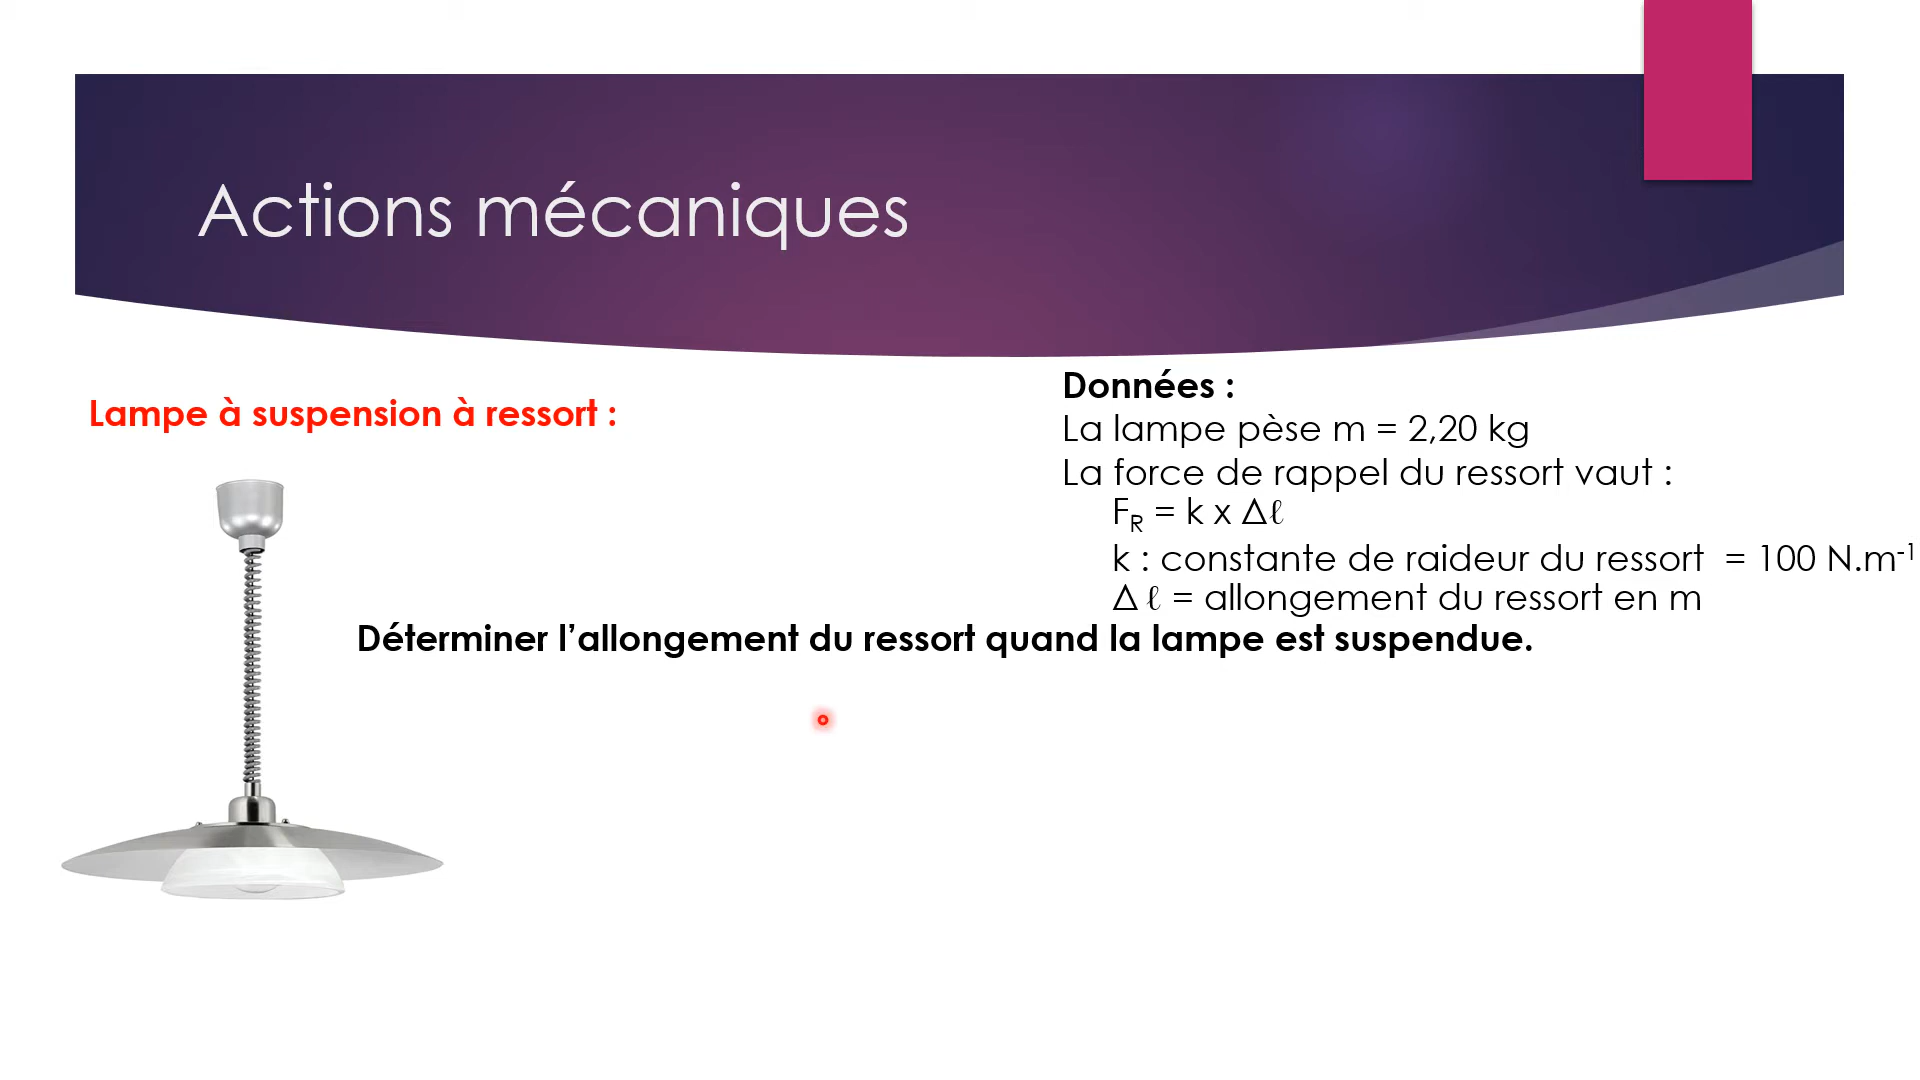 Actions mécaniques
Lampe à suspension à ressort :
Données :
La lampe pèse m = 2,20 kg
La force de rappel du ressort vaut :
F_R = k x Δℓ
k : constante de raideur du ressort  = 100 N.m⁻¹
Δ ℓ = allongement du ressort en m
Déterminer l’allongement du ressort quand la lampe est suspendue.